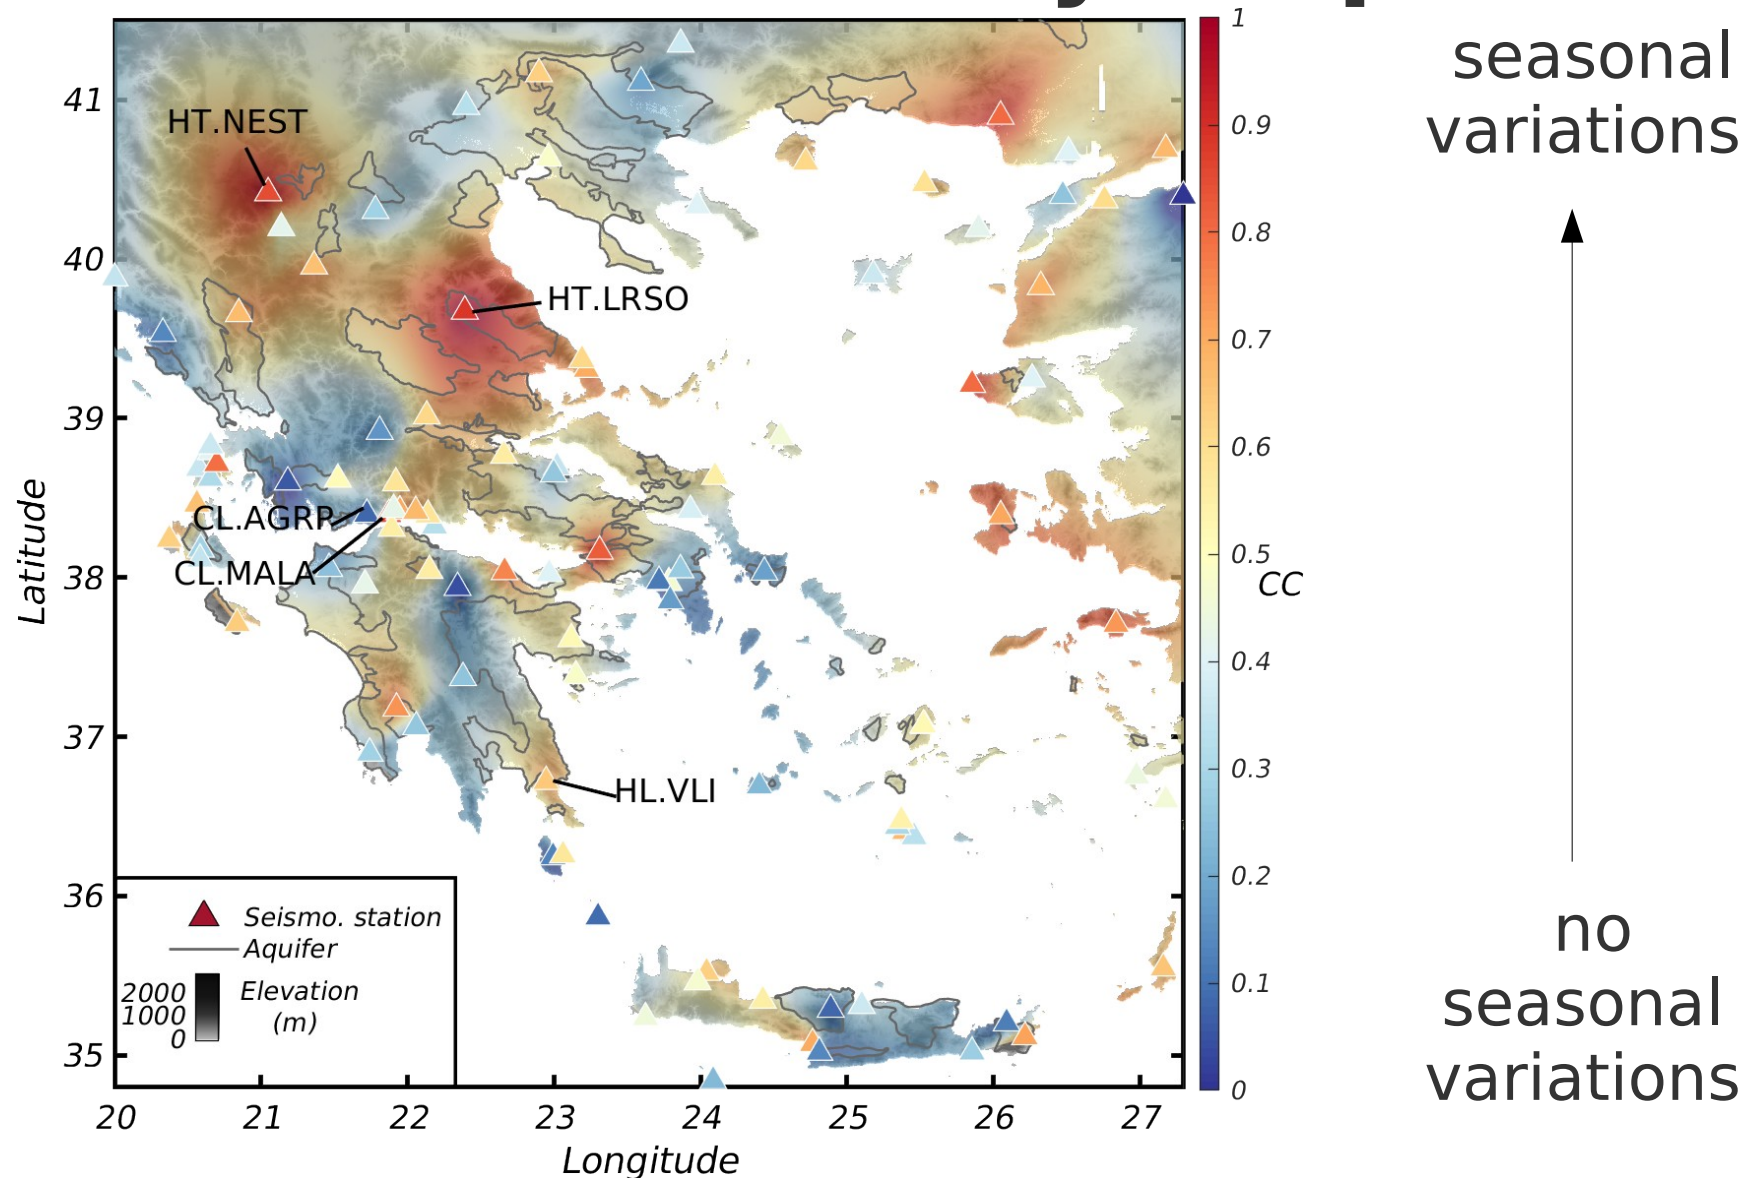 seasonal
variations
no
seasonal
variations
1
0.9
0.8
0.7
0.6
0.5
0.4
0.3
0.2
0.1
0
CC
41
40
39
38
37
36
35
Latitude
20 21 22 23 24 25 26 27
Longitude
HT.NEST
HT.LRSO
CL.AGRP
CL.MALA
HL.VLI
Seismo. station
Aquifer
2000
1000
0
Elevation
(m)